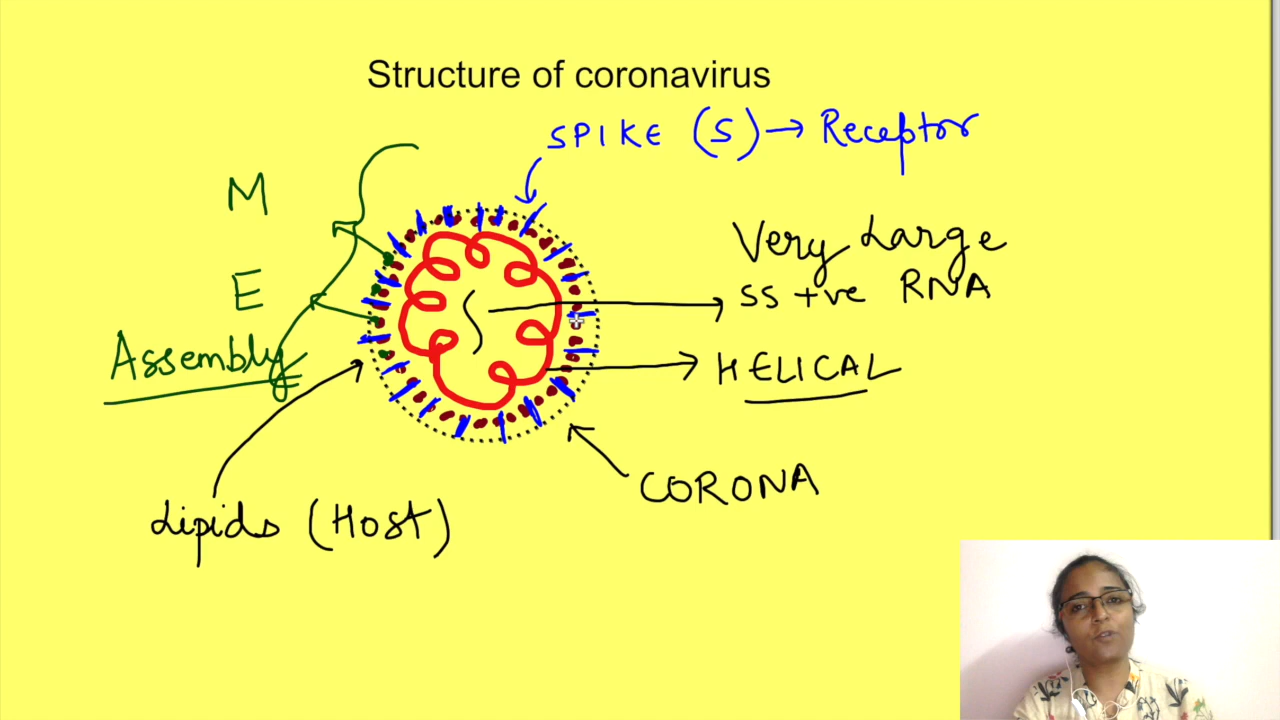 Structure of coronavirus
SPIKE (S) → Receptor
M
Very Large
SS +ve RNA
E
Assembly
HELICAL
CORONA
Lipids (Host)